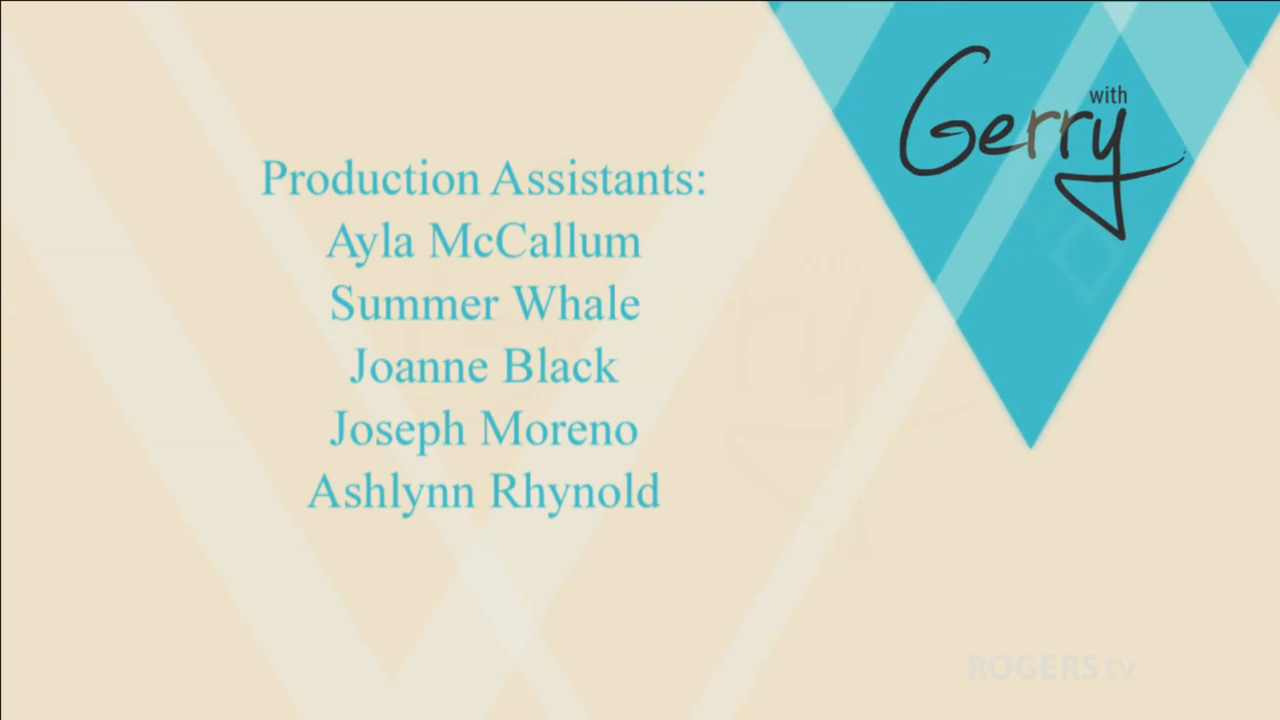 with
Gerry
Production Assistants:
Ayla McCallum
Summer Whale
Joanne Black
Joseph Moreno
Ashlynn Rhynold
ROGERS tv